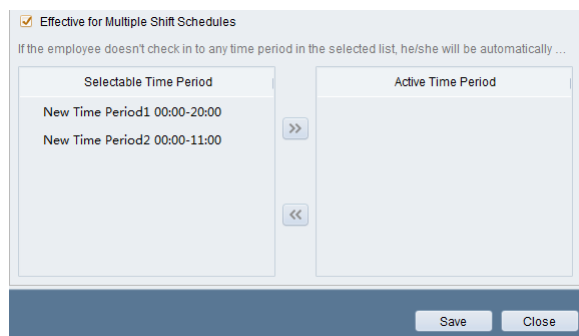 Effective for Multiple Shift Schedules
If the employee doesn't check in to any time period in the selected list, he/she will be automatically ...
Selectable Time Period
Active Time Period
New Time Period1 00:00-20:00
New Time Period2 00:00-11:00
>>
<<
Save
Close